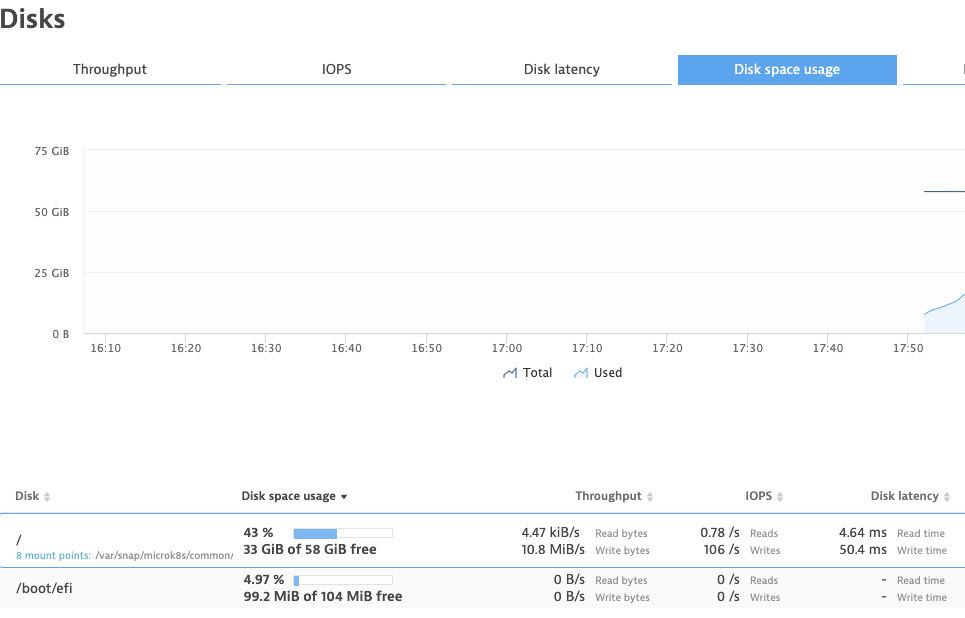 Disks
Throughput IOPS Disk latency Disk space usage
75 GiB
50 GiB
25 GiB
0 B
16:10 16:20 16:30 16:40 16:50 17:00 17:10 17:20 17:30 17:40 17:50
Total Used
Disk Disk space usage Throughput IOPS Disk latency
/ 43 % 4.47 kiB/s Read bytes 0.78 /s Reads 4.64 ms Read time
8 mount points: /var/snap/microk8s/common/ 33 GiB of 58 GiB free 10.8 MiB/s Write bytes 106 /s Writes 50.4 ms Write time
/boot/efi 4.97 % 0 B/s Read bytes 0 /s Reads - Read time
99.2 MiB of 104 MiB free 0 B/s Write bytes 0 /s Writes - Write time